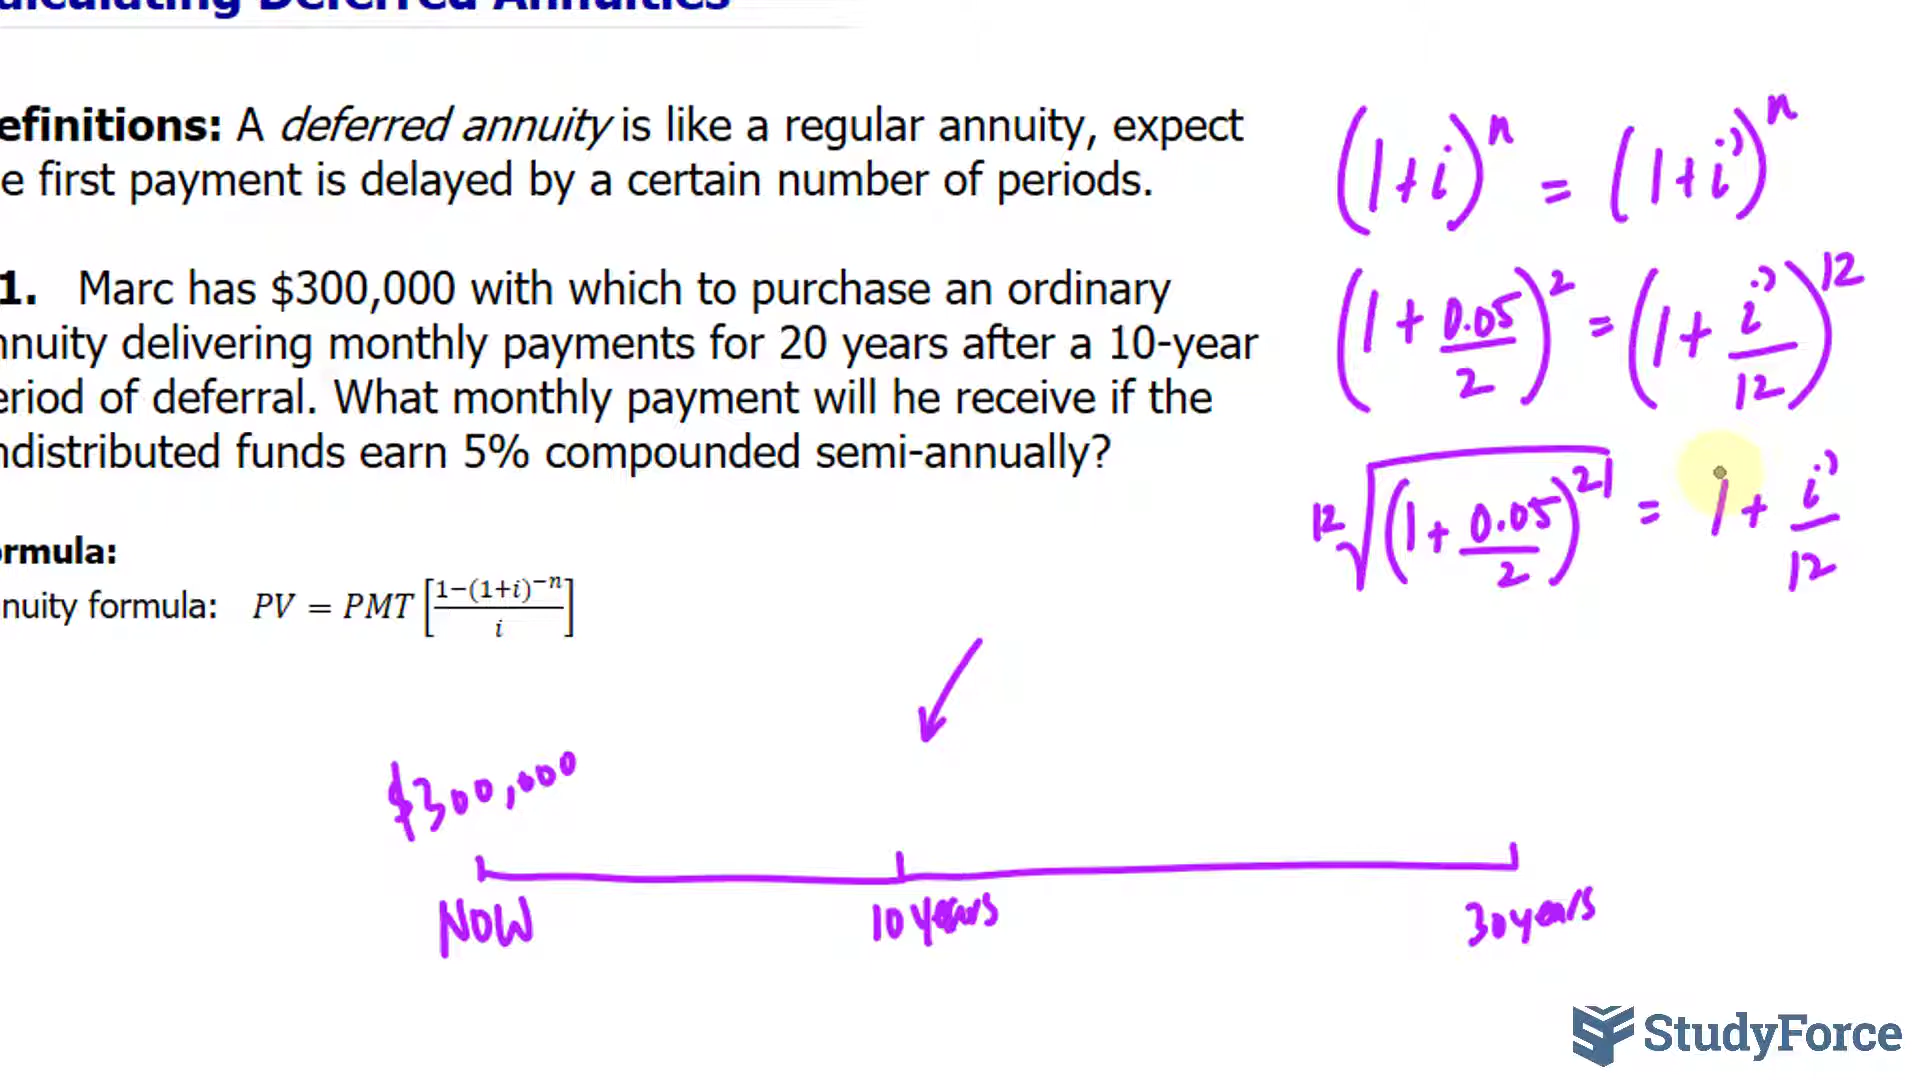 alculating Deferred Annuities
efinitions: A deferred annuity is like a regular annuity, expect
e first payment is delayed by a certain number of periods.
1. Marc has $300,000 with which to purchase an ordinary
nnuity delivering monthly payments for 20 years after a 10-year
eriod of deferral. What monthly payment will he receive if the
ndistributed funds earn 5% compounded semi-annually?
ormula:
nuity formula: PV = PMT [1−(1+i)^−n / i]
(1+i)^n = (1+i')^n
(1 + 0.05/2)^2 = (1 + i'/12)^12
12√(1 + 0.05/2)^2 = 1 + i'/12
$300,000
NOW
10 years
30 years
StudyForce